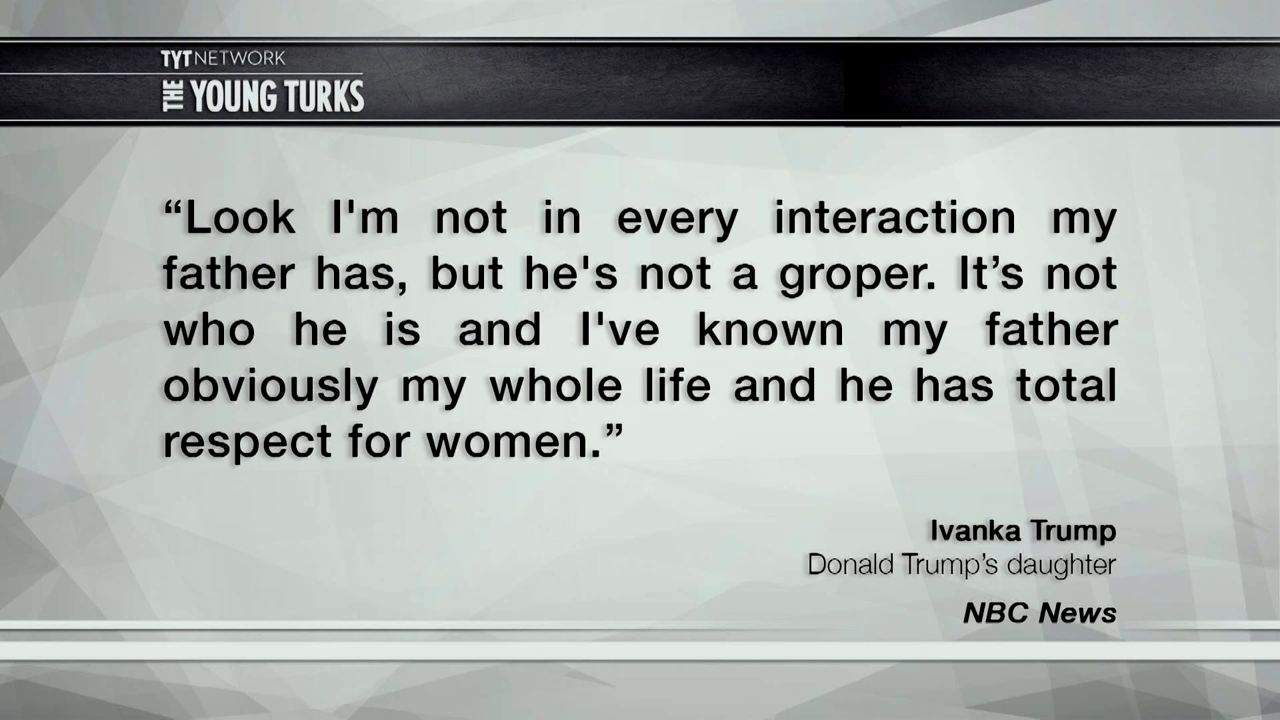 TYT NETWORK
THE YOUNG TURKS
“Look I'm not in every interaction my
father has, but he's not a groper. It’s not
who he is and I've known my father
obviously my whole life and he has total
respect for women.”
Ivanka Trump
Donald Trump’s daughter
NBC News